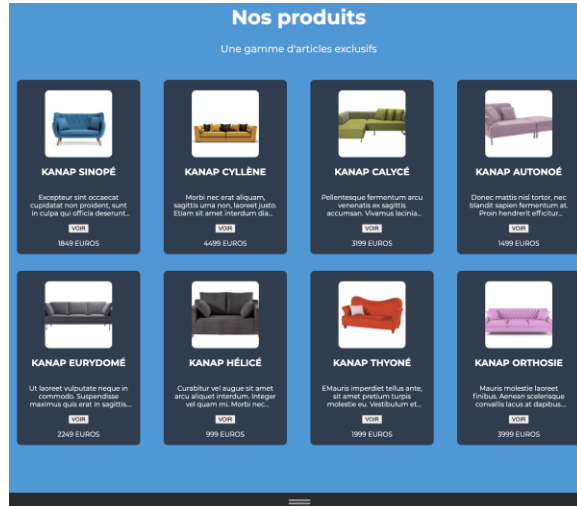 Nos produits
Une gamme d'articles exclusifs
KANAP SINOPÉ
Excepteur sint occaecat
cupidatat non proident, sunt
in culpa qui officia deserunt...
VOIR
1849 EUROS
KANAP CYLLÈNE
Morbi nec erat aliquam,
sagittis urna non, laoreet justo.
Etiam sit amet interdum dia...
VOIR
4499 EUROS
KANAP CALYCÉ
Pellentesque fermentum arcu
venenatis ex sagittis
accumsan. Vivamus lacinia...
VOIR
3199 EUROS
KANAP AUTONOÉ
Donec mattis nisl tortor, nec
blandit sapien fermentum at.
Proin hendrerit efficitur...
VOIR
1499 EUROS
KANAP EURYDOMÉ
Ut laoreet vulputate neque in
commodo. Suspendisse
maximus quis erat in sagittis...
VOIR
2249 EUROS
KANAP HÉLICÉ
Curabitur vel augue sit amet
arcu aliquet interdum. Integer
vel quam mi. Morbi nec...
VOIR
999 EUROS
KANAP THYONÉ
EMauris imperdiet tellus ante,
sit amet pretium turpis
molestie eu. Vestibulum et...
VOIR
1999 EUROS
KANAP ORTHOSIE
Mauris molestie laoreet
finibus. Aenean scelerisque
convallis lacus at dapibus...
VOIR
3999 EUROS